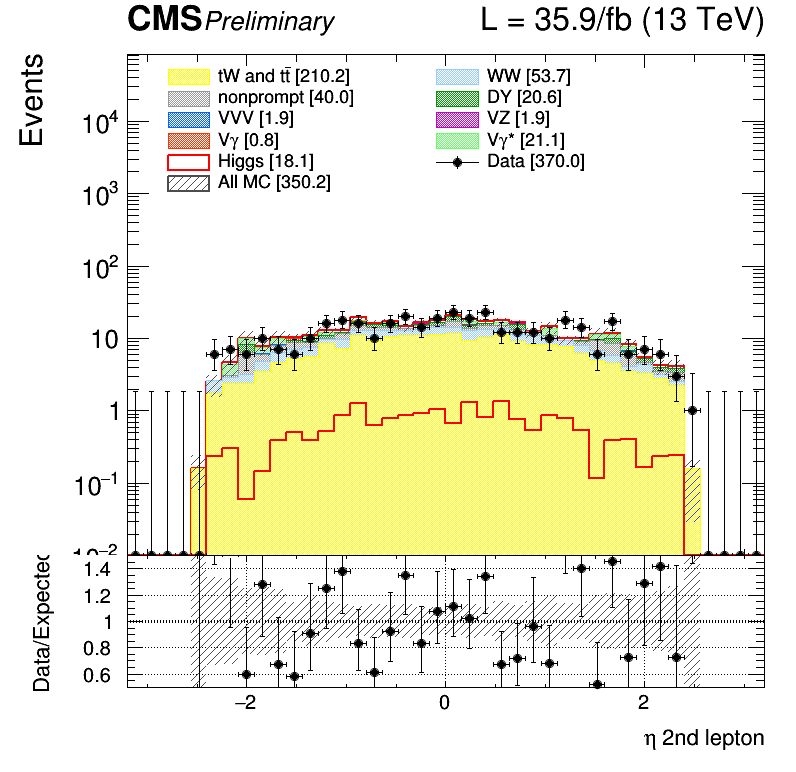 CMS Preliminary L = 35.9/fb (13 TeV)
Events
tW and tt̄ [210.2] WW [53.7]
nonprompt [40.0] DY [20.6]
VVV [1.9] VZ [1.9]
Vγ [0.8] Vγ* [21.1]
Higgs [18.1] Data [370.0]
All MC [350.2]
10⁴
10³
10²
10
1
10⁻¹
10⁻²
Data/Expected
1.4
1.2
1
0.8
0.6
−2 0 2
η 2nd lepton